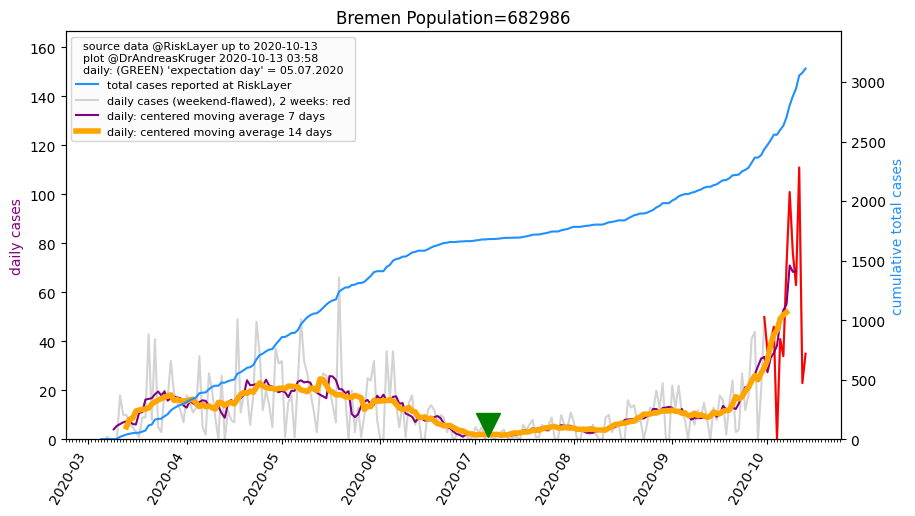 Bremen Population=682986
source data @RiskLayer up to 2020-10-13
plot @DrAndreasKruger 2020-10-13 03:58
daily: (GREEN) 'expectation day' = 05.07.2020
total cases reported at RiskLayer
daily cases (weekend-flawed), 2 weeks: red
daily: centered moving average 7 days
daily: centered moving average 14 days
daily cases
160
140
120
100
80
60
40
20
0
cumulative total cases
3000
2500
2000
1500
1000
500
0
2020-03
2020-04
2020-05
2020-06
2020-07
2020-08
2020-09
2020-10